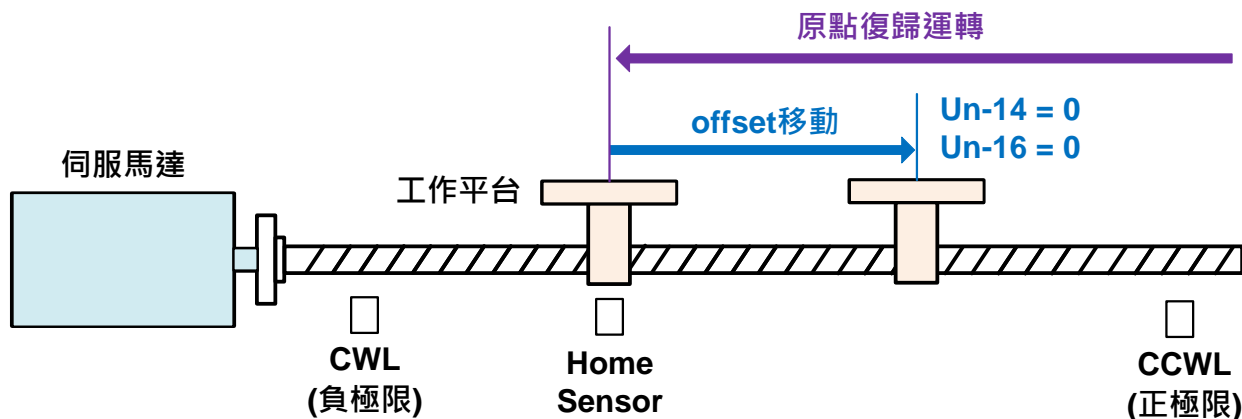 原點復歸運轉
offset移動
Un-14 = 0
Un-16 = 0
伺服馬達
工作平台
CWL
(負極限)
Home
Sensor
CCWL
(正極限)